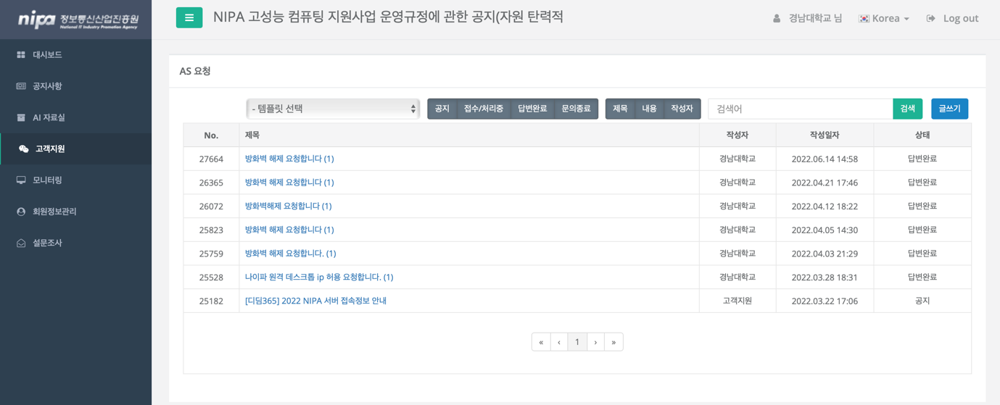 nipa 정보통신산업진흥원
National IT Industry Promotion Agency
NIPA 고성능 컴퓨팅 지원사업 운영규정에 관한 공지(자원 탄력적
경남대학교 님
Korea
Log out
대시보드
공지사항
AI 자료실
고객지원
모니터링
회원정보관리
설문조사
AS 요청
- 템플릿 선택
공지 접수/처리중 답변완료 문의종료
제목 내용 작성자
검색어
검색
글쓰기
No. 제목 작성자 작성일자 상태
27664 방화벽 해제 요청합니다 (1) 경남대학교 2022.06.14 14:58 답변완료
26365 방화벽 해제 요청합니다 (1) 경남대학교 2022.04.21 17:46 답변완료
26072 방화벽해제 요청합니다 (1) 경남대학교 2022.04.12 18:22 답변완료
25823 방화벽 해제 요청합니다 (1) 경남대학교 2022.04.05 14:30 답변완료
25759 방화벽 해제 요청합니다. (1) 경남대학교 2022.04.03 21:29 답변완료
25528 나이파 원격 데스크톱 ip 허용 요청합니다. (1) 경남대학교 2022.03.28 18:31 답변완료
25182 [디딤365] 2022 NIPA 서버 접속정보 안내 고객지원 2022.03.22 17:06 공지
« ‹ 1 › »